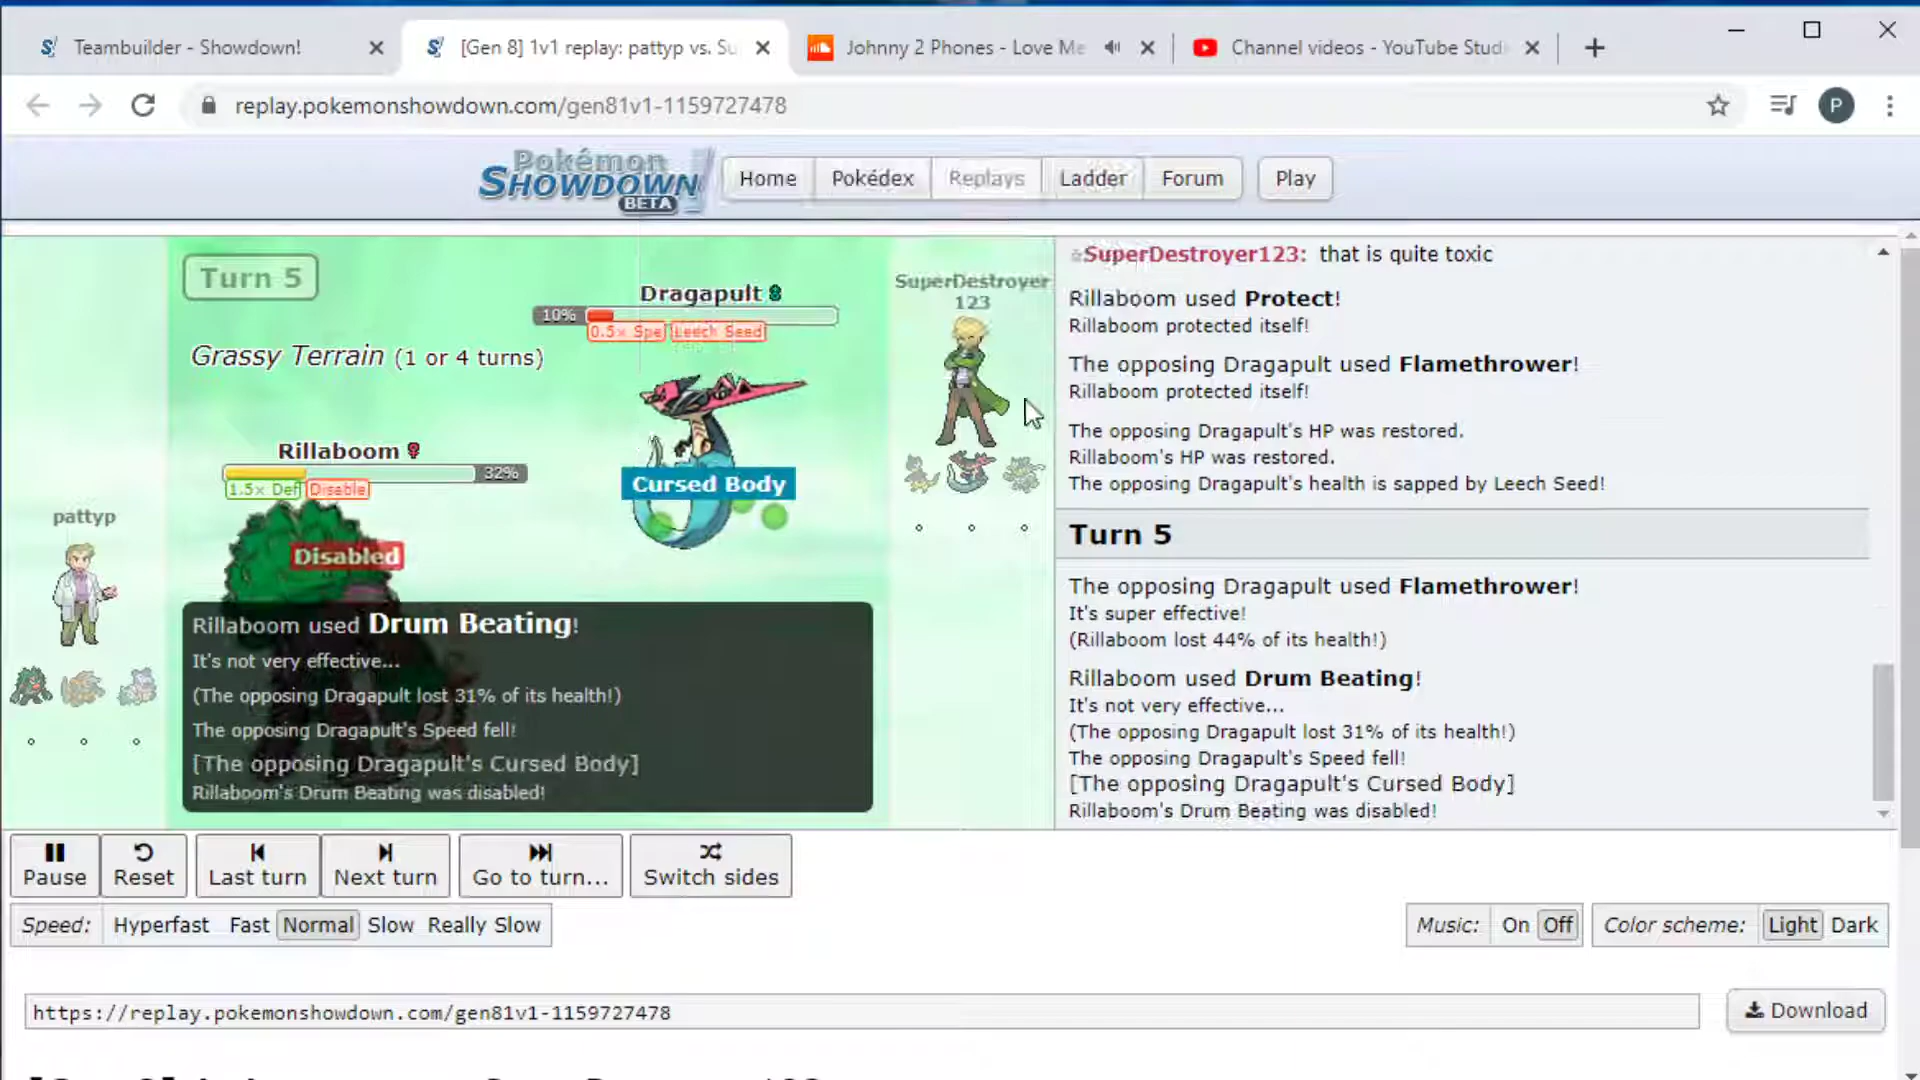 Teambuilder - Showdown!
[Gen 8] 1v1 replay: pattyp vs. Su
Johnny 2 Phones - Love Me
Channel videos - YouTube Studi
replay.pokemonshowdown.com/gen81v1-1159727478
P
Pokémon
SHOWDOWN
BETA
Home
Pokédex
Replays
Ladder
Forum
Play
Turn 5
Dragapult
10%
0.5× Spe
Leech Seed
Grassy Terrain (1 or 4 turns)
Rillaboom
32%
1.5× Def
Disable
Cursed Body
Disabled
pattyp
SuperDestroyer
123
Rillaboom used Drum Beating!
It's not very effective...
(The opposing Dragapult lost 31% of its health!)
The opposing Dragapult's Speed fell!
[The opposing Dragapult's Cursed Body]
Rillaboom's Drum Beating was disabled!
SuperDestroyer123: that is quite toxic
Rillaboom used Protect!
Rillaboom protected itself!
The opposing Dragapult used Flamethrower!
Rillaboom protected itself!
The opposing Dragapult's HP was restored.
Rillaboom's HP was restored.
The opposing Dragapult's health is sapped by Leech Seed!
Turn 5
The opposing Dragapult used Flamethrower!
It's super effective!
(Rillaboom lost 44% of its health!)
Rillaboom used Drum Beating!
It's not very effective...
(The opposing Dragapult lost 31% of its health!)
The opposing Dragapult's Speed fell!
[The opposing Dragapult's Cursed Body]
Rillaboom's Drum Beating was disabled!
Pause
Reset
Last turn
Next turn
Go to turn...
Switch sides
Speed: Hyperfast Fast Normal Slow Really Slow
Music: On Off
Color scheme: Light Dark
https://replay.pokemonshowdown.com/gen81v1-1159727478
Download